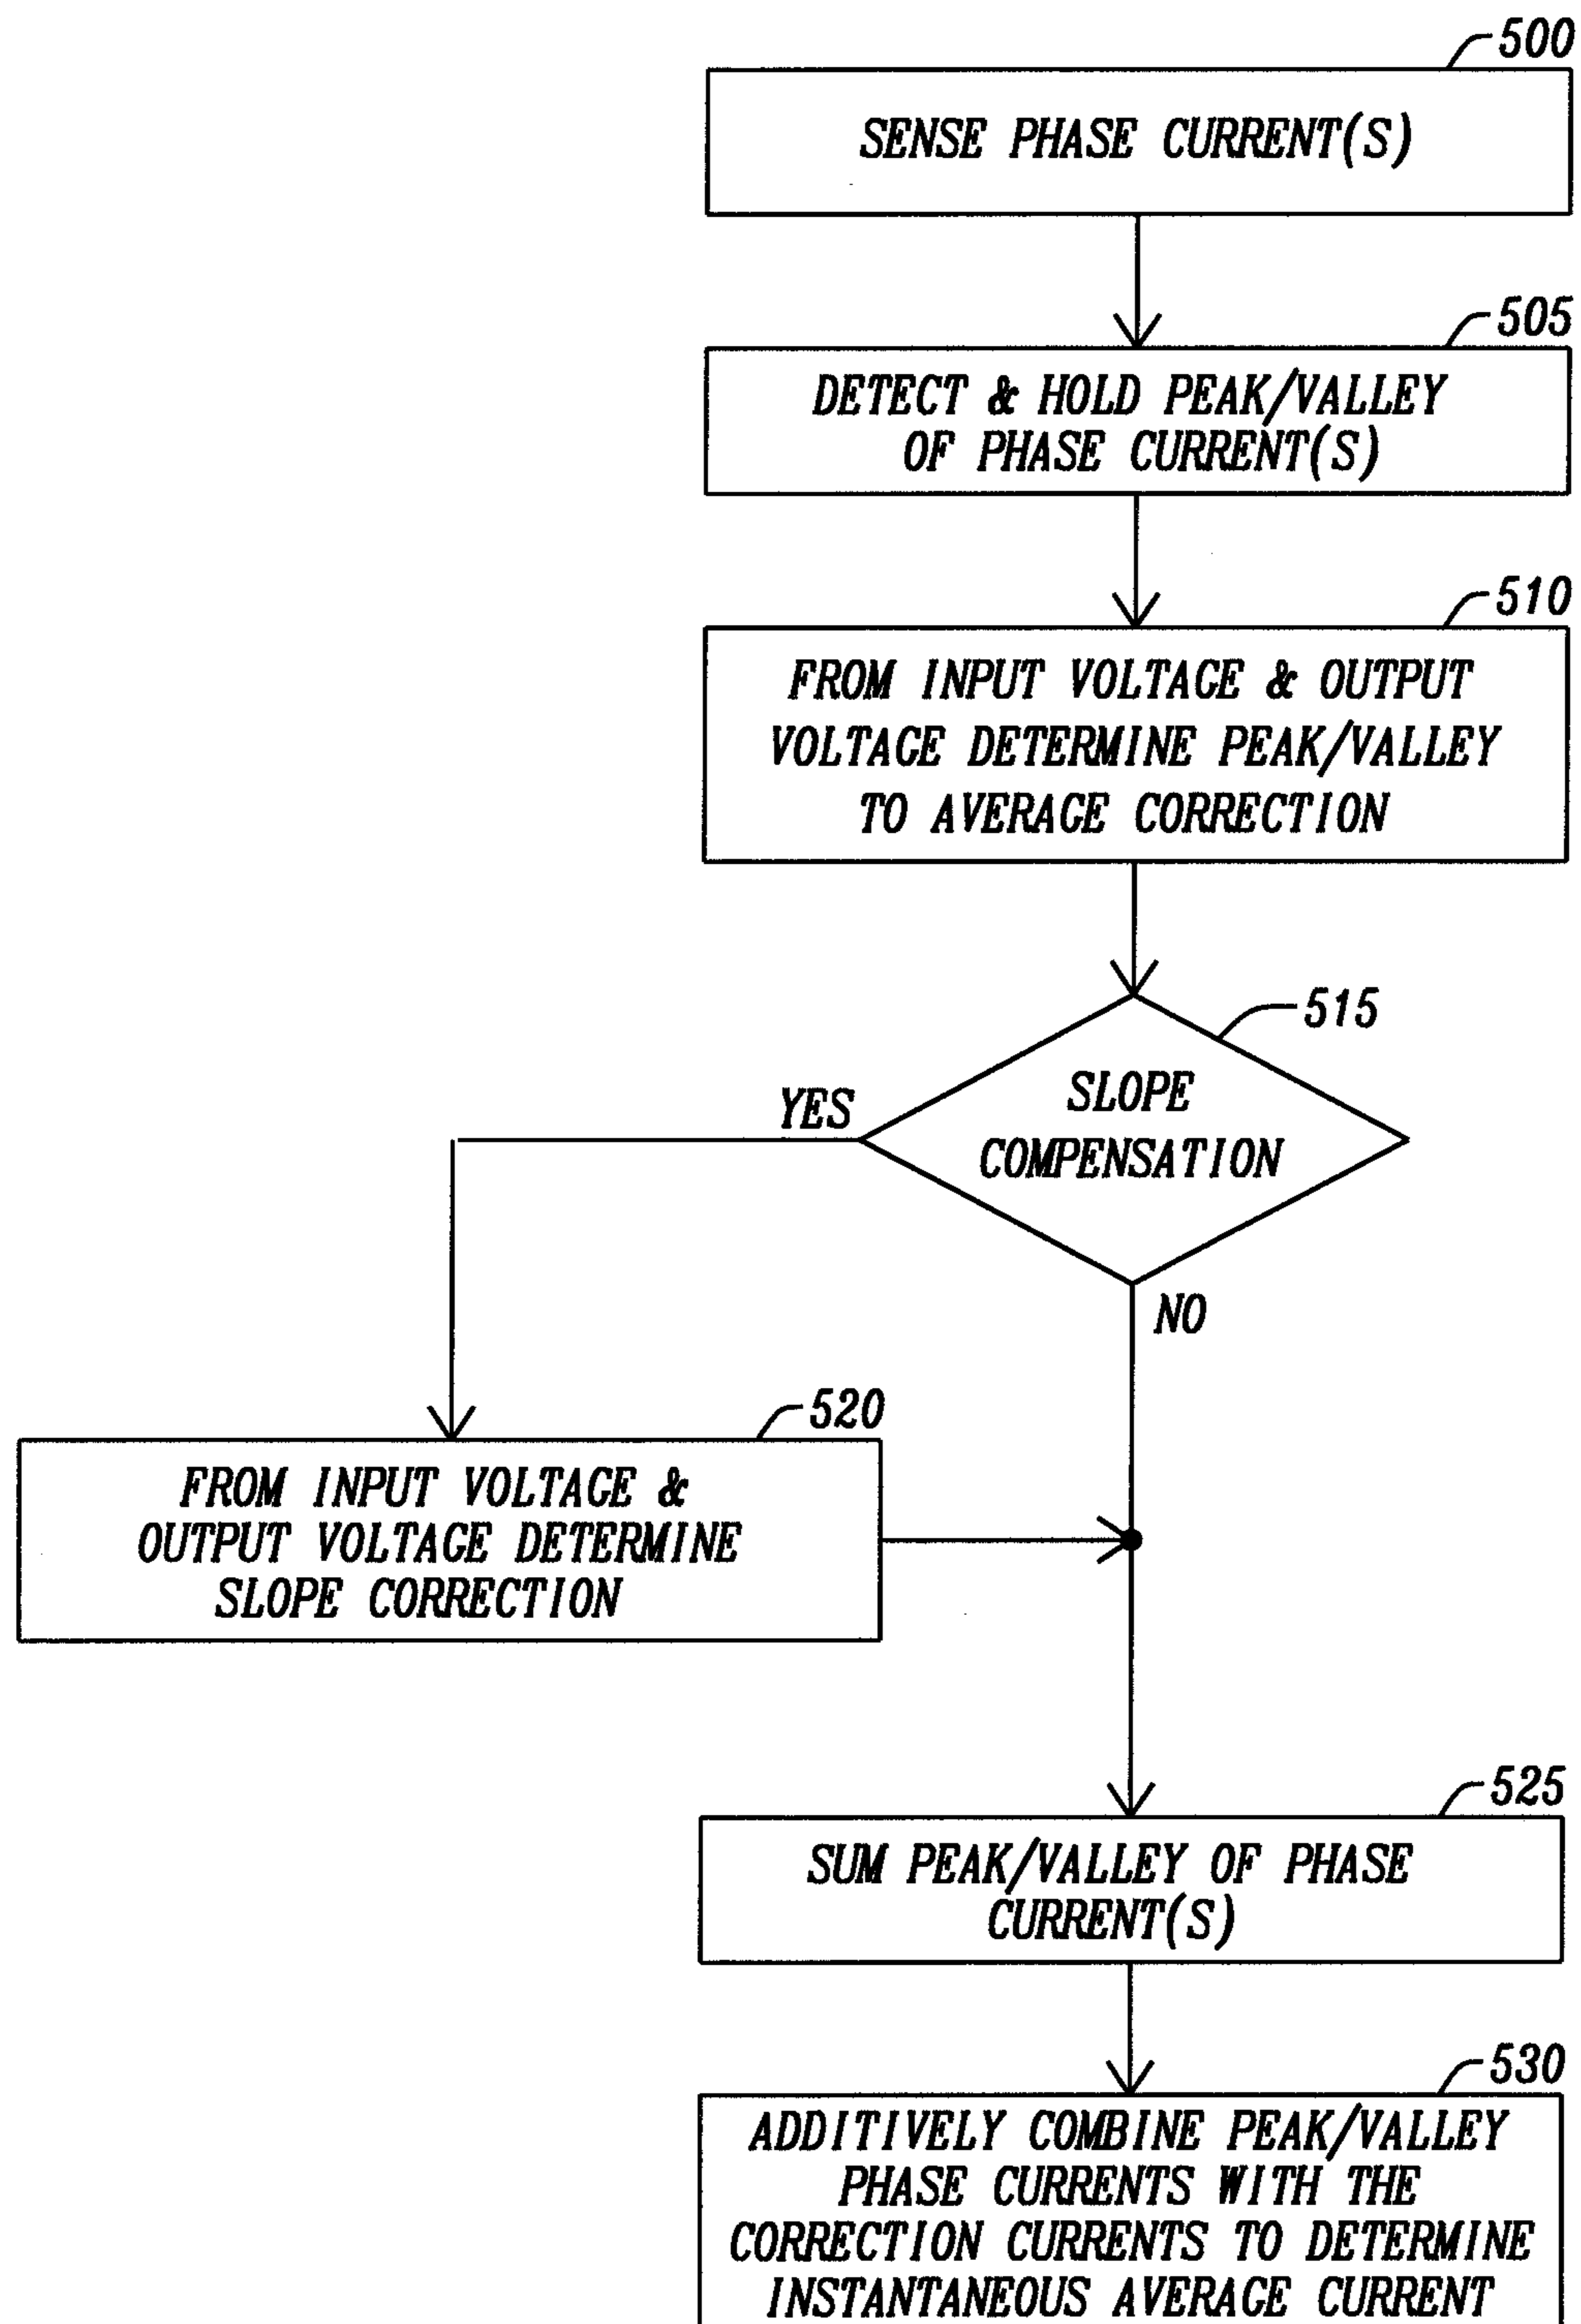 500
SENSE PHASE CURRENT(S)
505
DETECT & HOLD PEAK/VALLEY
OF PHASE CURRENT(S)
510
FROM INPUT VOLTAGE & OUTPUT
VOLTAGE DETERMINE PEAK/VALLEY
TO AVERAGE CORRECTION
515
SLOPE
COMPENSATION
YES
NO
520
FROM INPUT VOLTAGE &
OUTPUT VOLTAGE DETERMINE
SLOPE CORRECTION
525
SUM PEAK/VALLEY OF PHASE
CURRENT(S)
530
ADDITIVELY COMBINE PEAK/VALLEY
PHASE CURRENTS WITH THE
CORRECTION CURRENTS TO DETERMINE
INSTANTANEOUS AVERAGE CURRENT